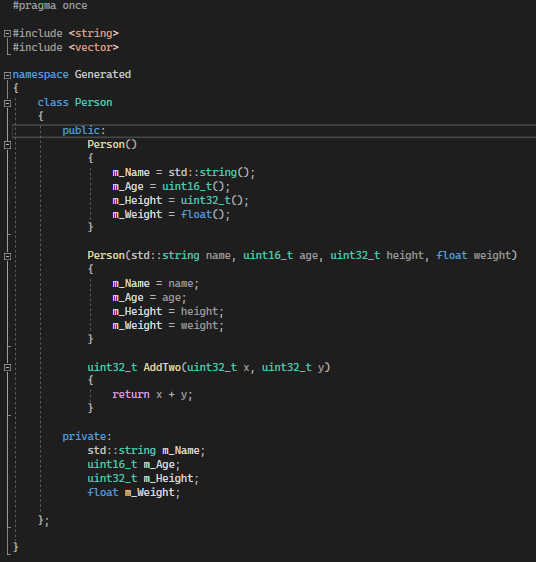 #pragma once
#include <string>
#include <vector>
namespace Generated
{
class Person
{
public:
Person()
{
m_Name = std::string();
m_Age = uint16_t();
m_Height = uint32_t();
m_Weight = float();
}
Person(std::string name, uint16_t age, uint32_t height, float weight)
{
m_Name = name;
m_Age = age;
m_Height = height;
m_Weight = weight;
}
uint32_t AddTwo(uint32_t x, uint32_t y)
{
return x + y;
}
private:
std::string m_Name;
uint16_t m_Age;
uint32_t m_Height;
float m_Weight;
};
}